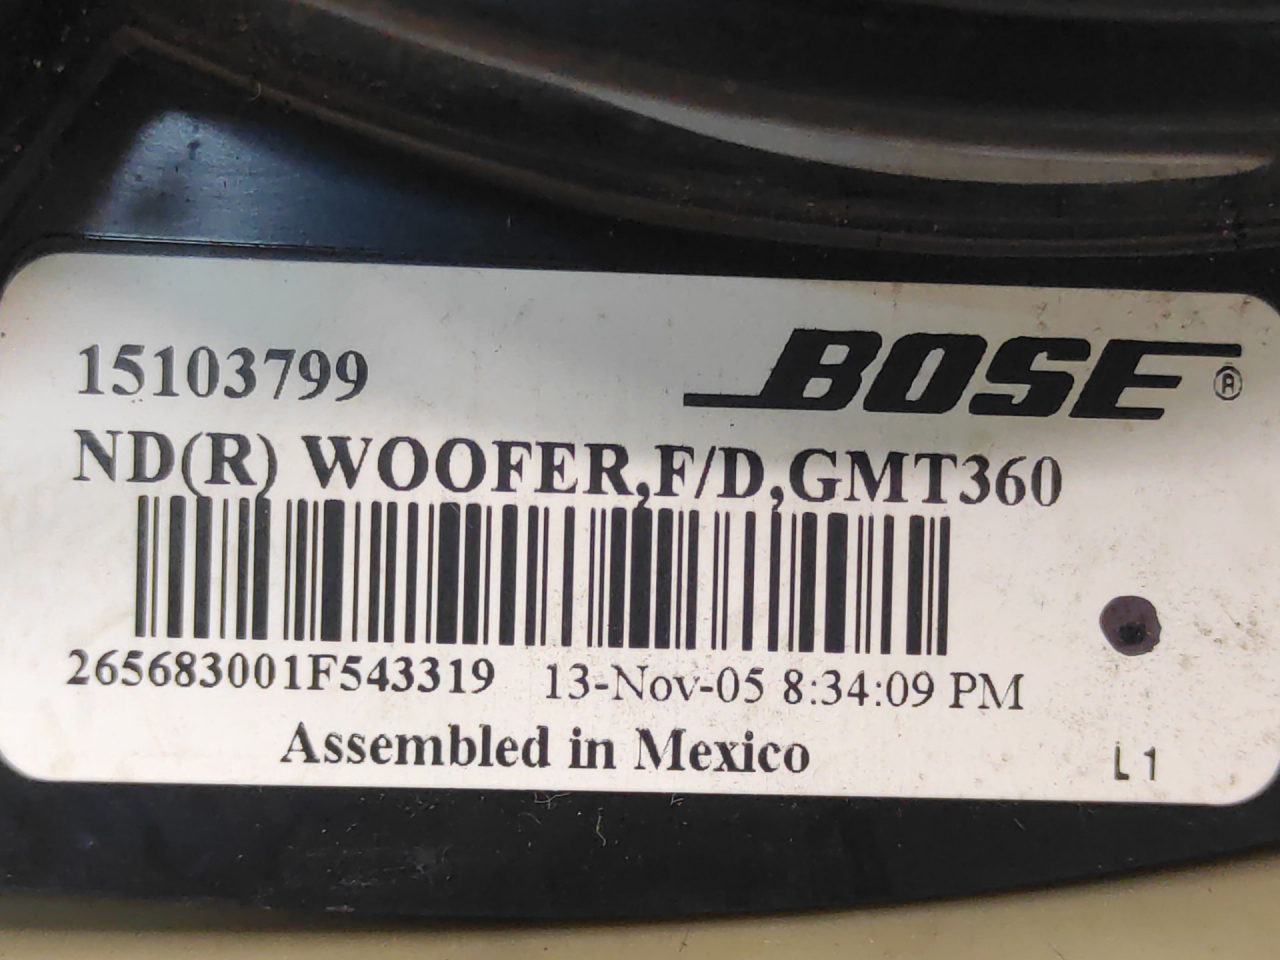 15103799
BOSE®
ND(R) WOOFER,F/D,GMT360
265683001F543319 13-Nov-05 8:34:09 PM
Assembled in Mexico
L1